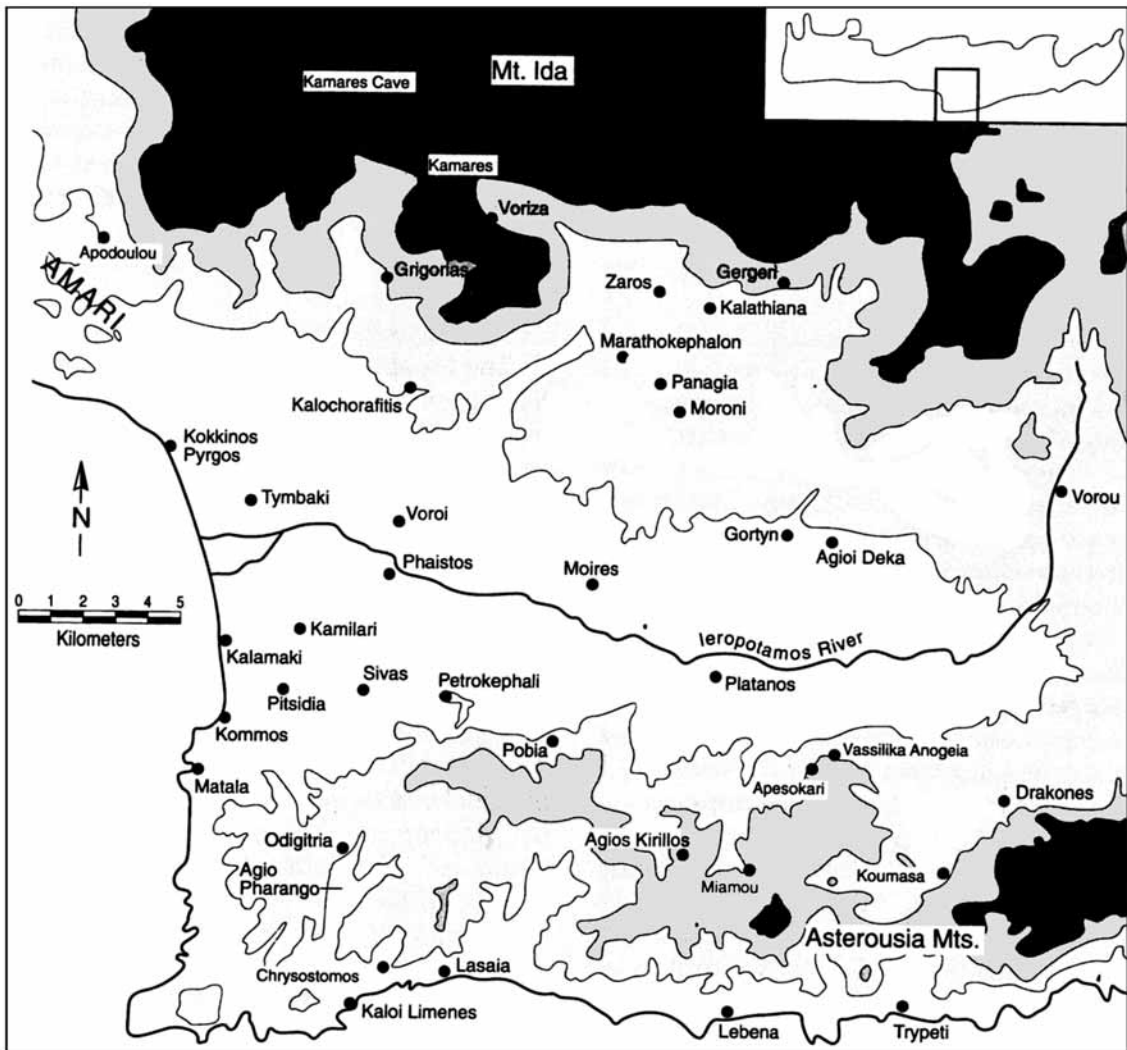 Mt. Ida
Kamares Cave
Kamares
Voriza
Apodoulou
AMARI
Grigorias
Gergeri
Zaros
Kalathiana
Marathokephalon
Panagia
Kalochorafitis
Moroni
Kokkinos
Pyrgos
N
Tymbaki
Voroi
Vorou
Gortyn
Agioi Deka
Phaistos
Moires
0 1 2 3 4 5
Kilometers
Kamilari
Kalamaki
Ieropotamos River
Sivas
Petrokephali
Platanos
Pitsidia
Kommos
Pobia
Vassilika Anogeia
Matala
Apesokari
Drakones
Odigitria
Agios Kirillos
Agio
Pharango
Miamou
Koumasa
Asterousia Mts.
Chrysostomos
Lasaia
Kaloi Limenes
Lebena
Trypeti